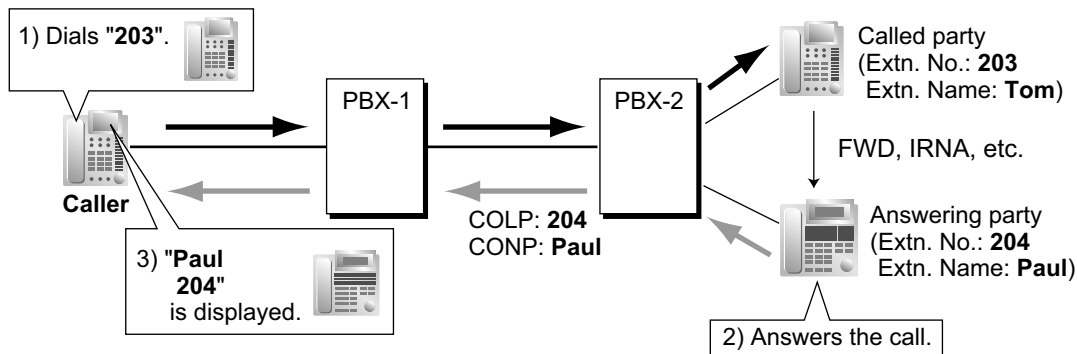 1) Dials "203".
Caller
3) "Paul
204"
is displayed.
PBX-1
COLP: 204
CONP: Paul
PBX-2
Called party
(Extn. No.: 203
Extn. Name: Tom)
FWD, IRNA, etc.
Answering party
(Extn. No.: 204
Extn. Name: Paul)
2) Answers the call.